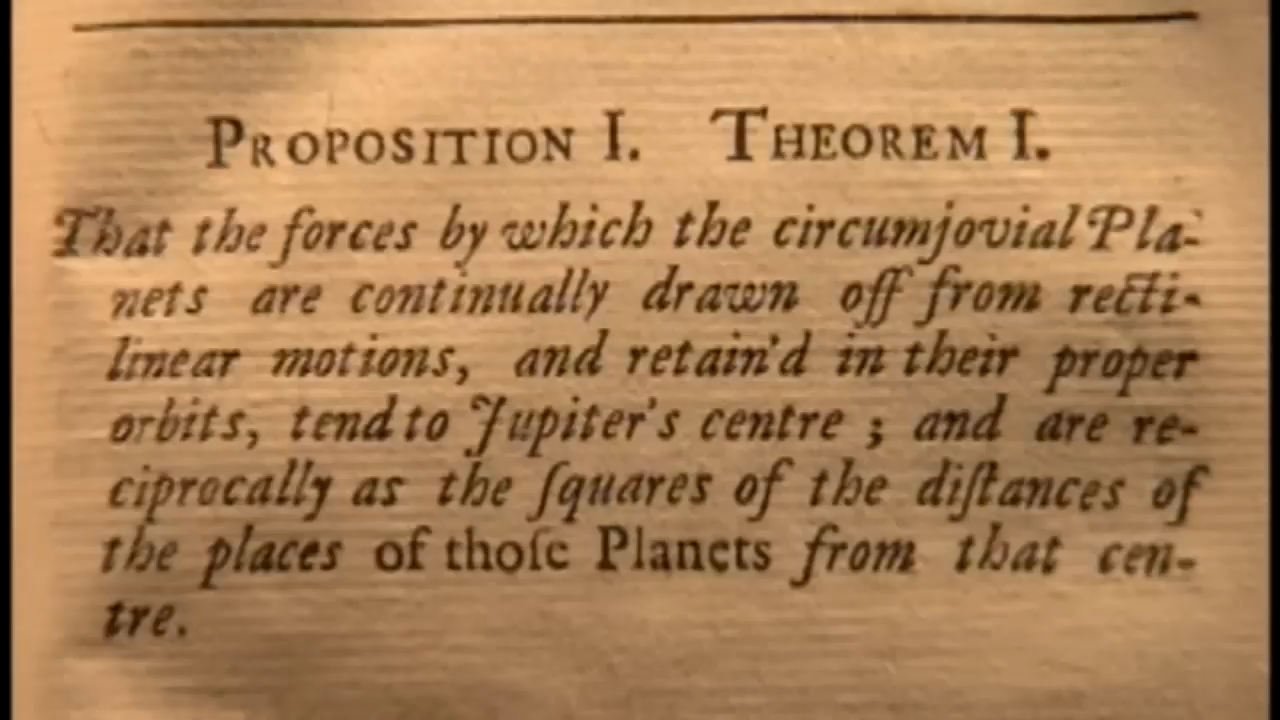 PROPOSITION I. THEOREM I.
That the forces by which the circumjovial Pla-
nets are continually drawn off from recti-
linear motions, and retain'd in their proper
orbits, tend to Jupiter's centre ; and are re-
ciprocally as the ſquares of the diſtances of
the places of thoſe Planets from that cen-
tre.